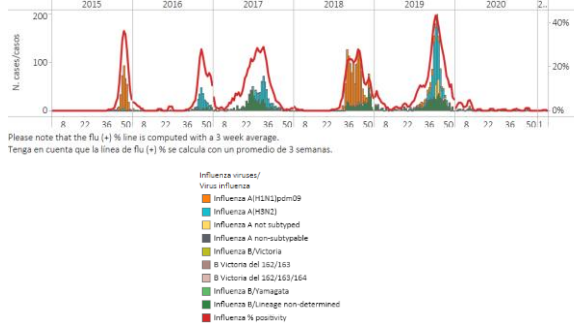 2015 2016 2017 2018 2019 2020 2..
200 40%
N. cases/casos
100 20%
0 0%
8 22 36 50 8 22 36 50 8 22 36 50 8 22 36 50 8 22 36 50 8 22 36 50 1
Please note that the flu (+) % line is computed with a 3 week average.
Tenga en cuenta que la línea de flu (+) % se calcula con un promedio de 3 semanas.
Influenza viruses/
Virus influenza
Influenza A(H1N1)pdm09
Influenza A(H3N2)
Influenza A not subtyped
Influenza A non-subtypable
Influenza B/Victoria
B Victoria del 162/163
B Victoria del 162/163/164
Influenza B/Yamagata
Influenza B/Lineage non-determined
Influenza % positivity